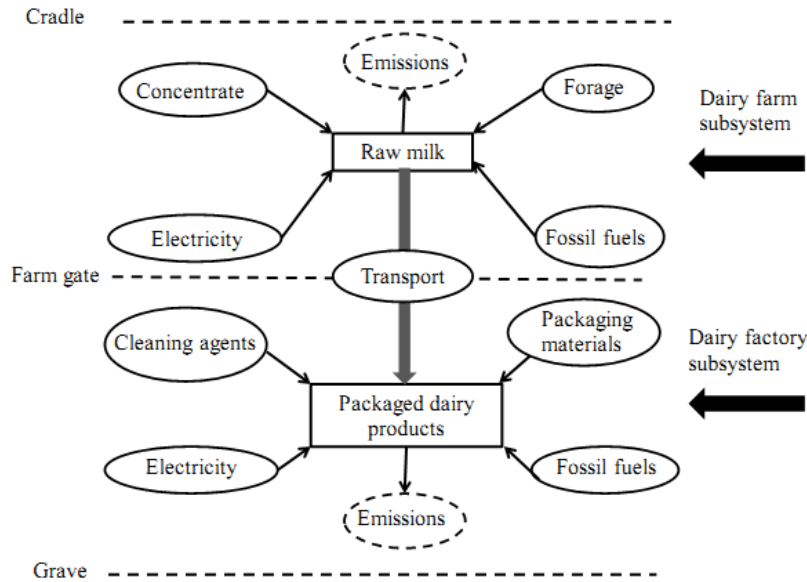 Cradle
Emissions
Concentrate
Forage
Dairy farm
subsystem
Raw milk
Electricity
Fossil fuels
Farm gate
Transport
Cleaning agents
Packaging
materials
Dairy factory
subsystem
Packaged dairy
products
Electricity
Fossil fuels
Emissions
Grave